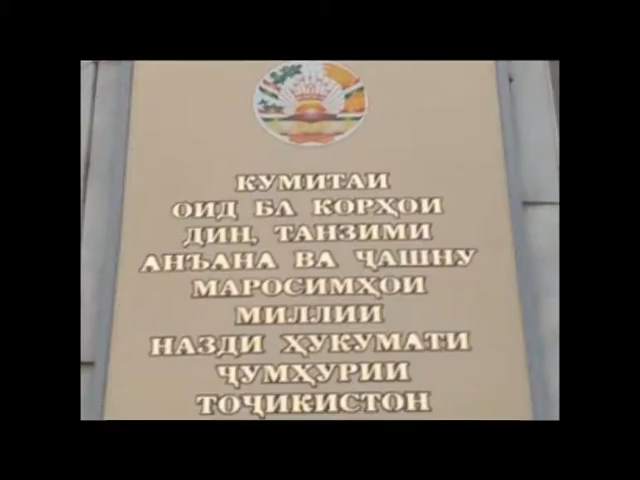 КУМИТАИ
ОИД БА КОРҲОИ
ДИН, ТАНЗИМИ
АНЪАНА ВА ҶАШНУ
МАРОСИМҲОИ
МИЛЛИИ
НАЗДИ ҲУКУМАТИ
ҶУМҲУРИИ
ТОҶИКИСТОН